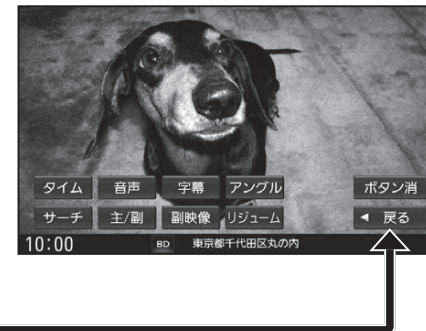 タイム 音声 字幕 アングル ボタン消
サーチ 主/副 副映像 リジューム ◀ 戻る
10:00 BD 東京都千代田区丸の内